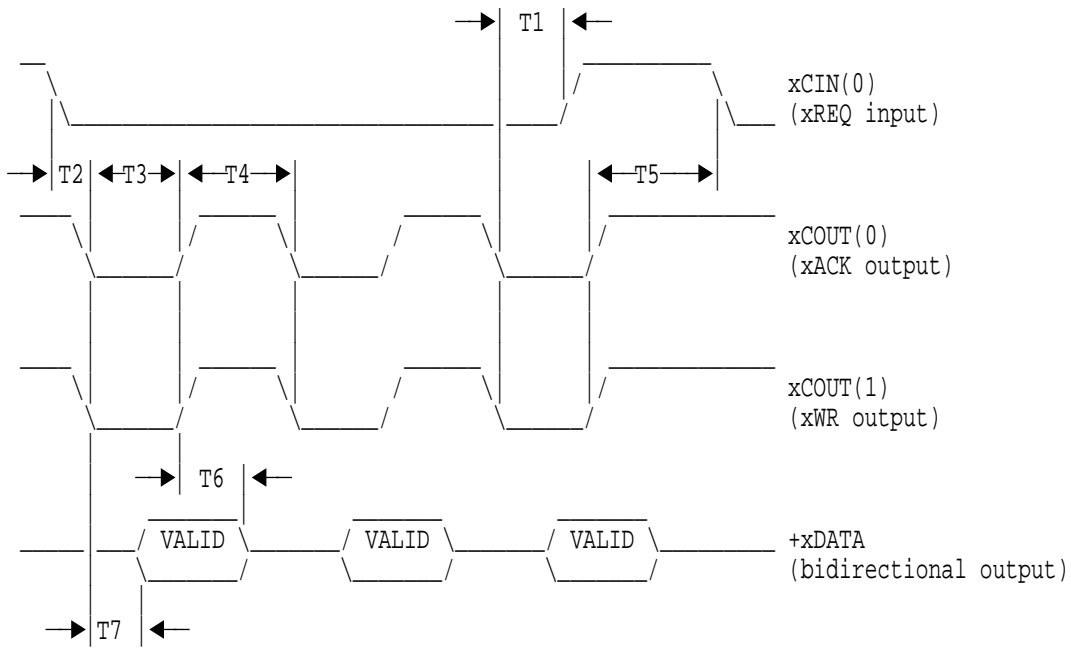 T1
xCIN(0)
(xREQ input)
T2 T3 T4 T5
xCOUT(0)
(xACK output)
xCOUT(1)
(xWR output)
T6
VALID VALID VALID +xDATA
(bidirectional output)
T7